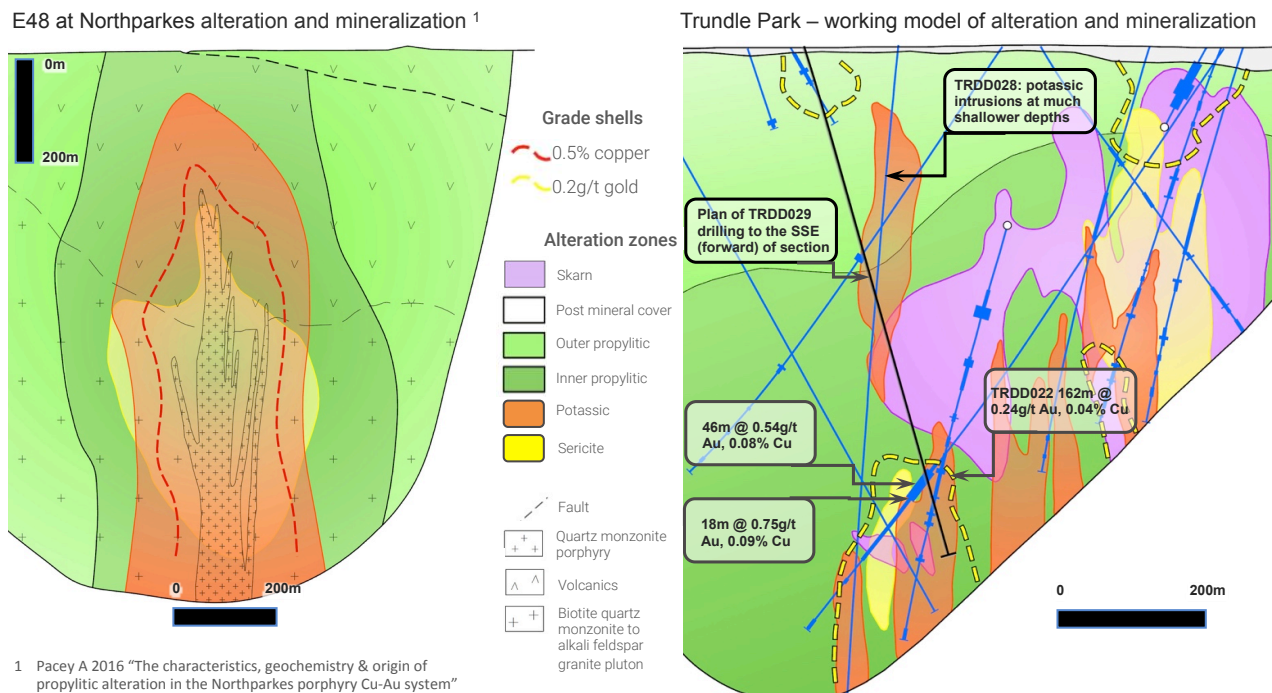 E48 at Northparkes alteration and mineralization 1
0m
200m
0
200m
1 Pacey A 2016 “The characteristics, geochemistry & origin of
propylitic alteration in the Northparkes porphyry Cu-Au system”
Grade shells
0.5% copper
0.2g/t gold
Alteration zones
Skarn
Post mineral cover
Outer propylitic
Inner propylitic
Potassic
Sericite
Fault
Quartz monzonite
porphyry
Volcanics
Biotite quartz
monzonite to
alkali feldspar
granite pluton
Trundle Park – working model of alteration and mineralization
TRDD028: potassic
intrusions at much
shallower depths
Plan of TRDD029
drilling to the SSE
(forward) of section
TRDD022 162m @
0.24g/t Au, 0.04% Cu
46m @ 0.54g/t
Au, 0.08% Cu
18m @ 0.75g/t
Au, 0.09% Cu
0
200m